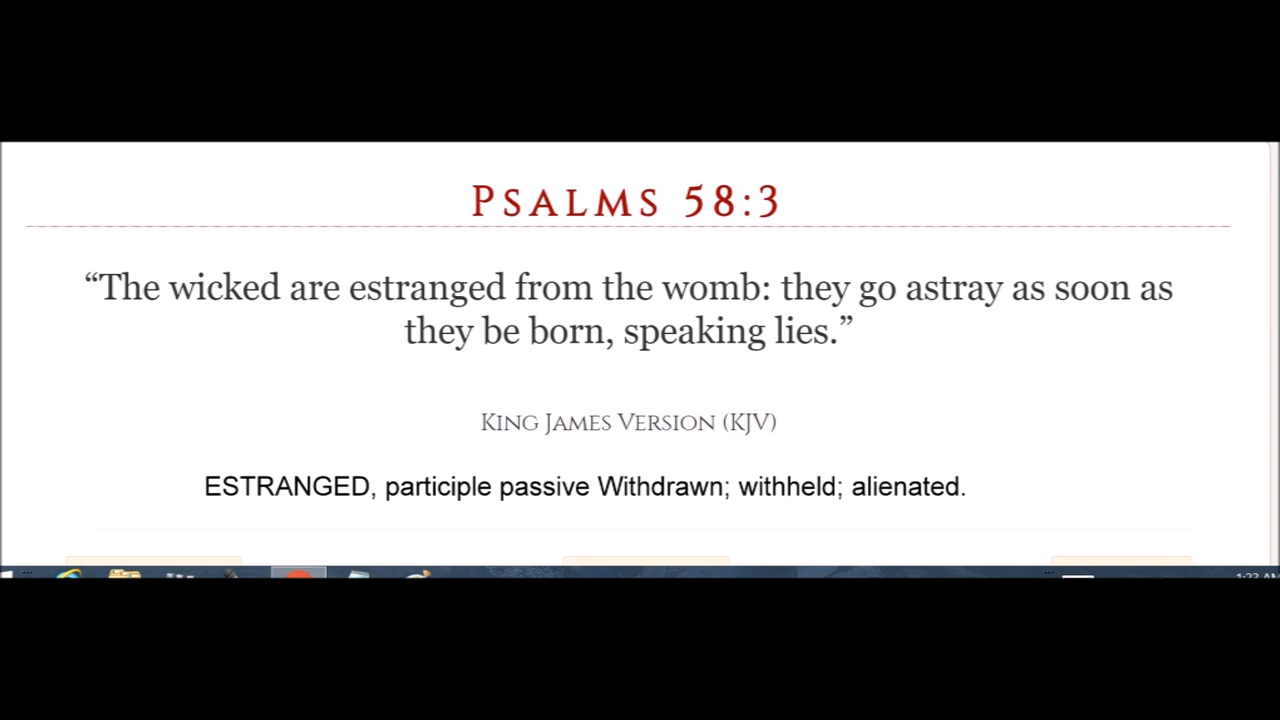 PSALMS 58:3
“The wicked are estranged from the womb: they go astray as soon as
they be born, speaking lies.”
KING JAMES VERSION (KJV)
ESTRANGED, participle passive Withdrawn; withheld; alienated.